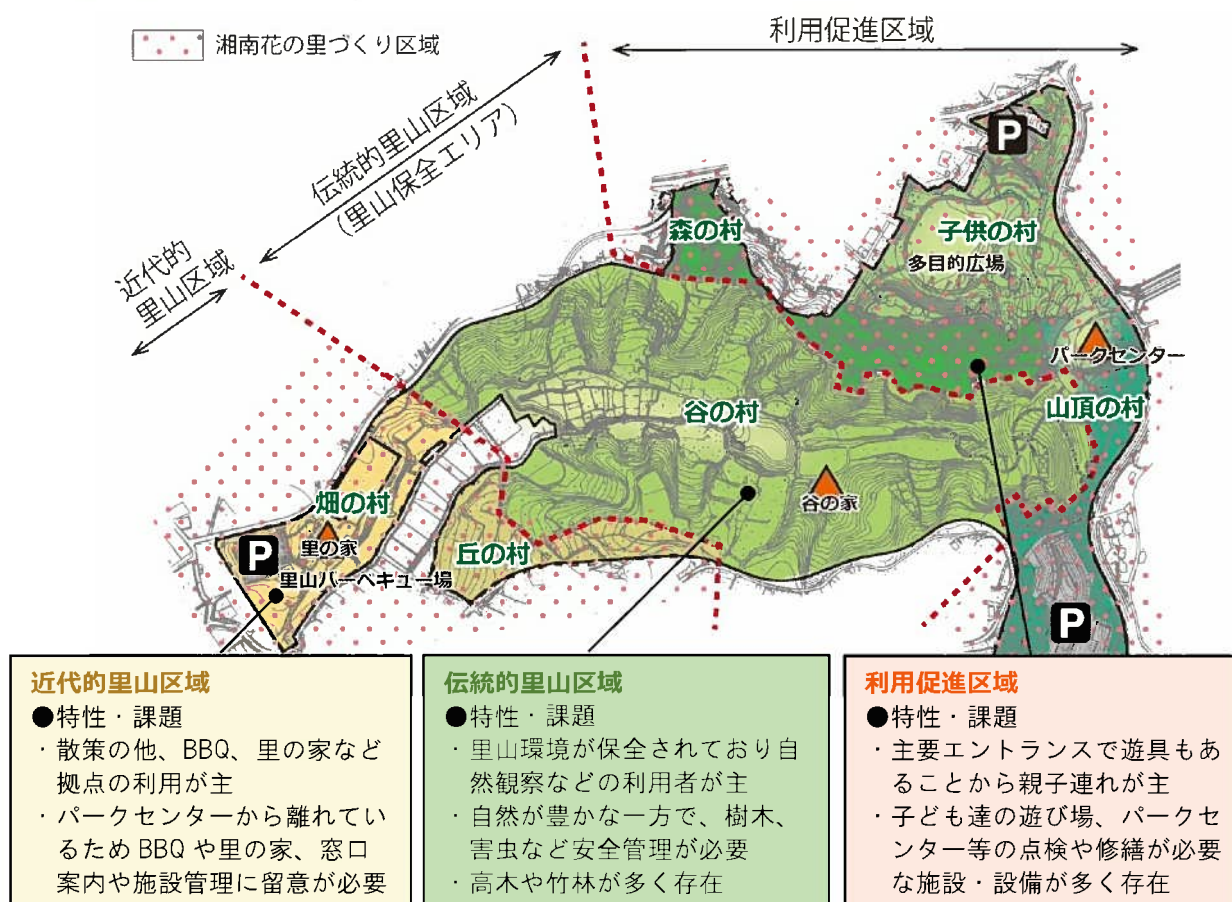 湘南花の里づくり区域
利用促進区域
伝統的里山区域
(里山保全エリア)
近代的
里山区域
P
森の村
子供の村
多目的広場
パークセンター
山頂の村
谷の村
谷の家
畑の村
里の家
P
里山バーベキュー場
丘の村
P
近代的里山区域
●特性・課題
・散策の他、BBQ、里の家など
拠点の利用が主
・パークセンターから離れてい
るためBBQや里の家、窓口
案内や施設管理に留意が必要
伝統的里山区域
●特性・課題
・里山環境が保全されており自
然観察などの利用者が主
・自然が豊かな一方で、樹木、
害虫など安全管理が必要
・高木や竹林が多く存在
利用促進区域
●特性・課題
・主要エントランスで遊具もあ
ることから親子連れが主
・子ども達の遊び場、パークセ
ンター等の点検や修繕が必要
な施設・設備が多く存在